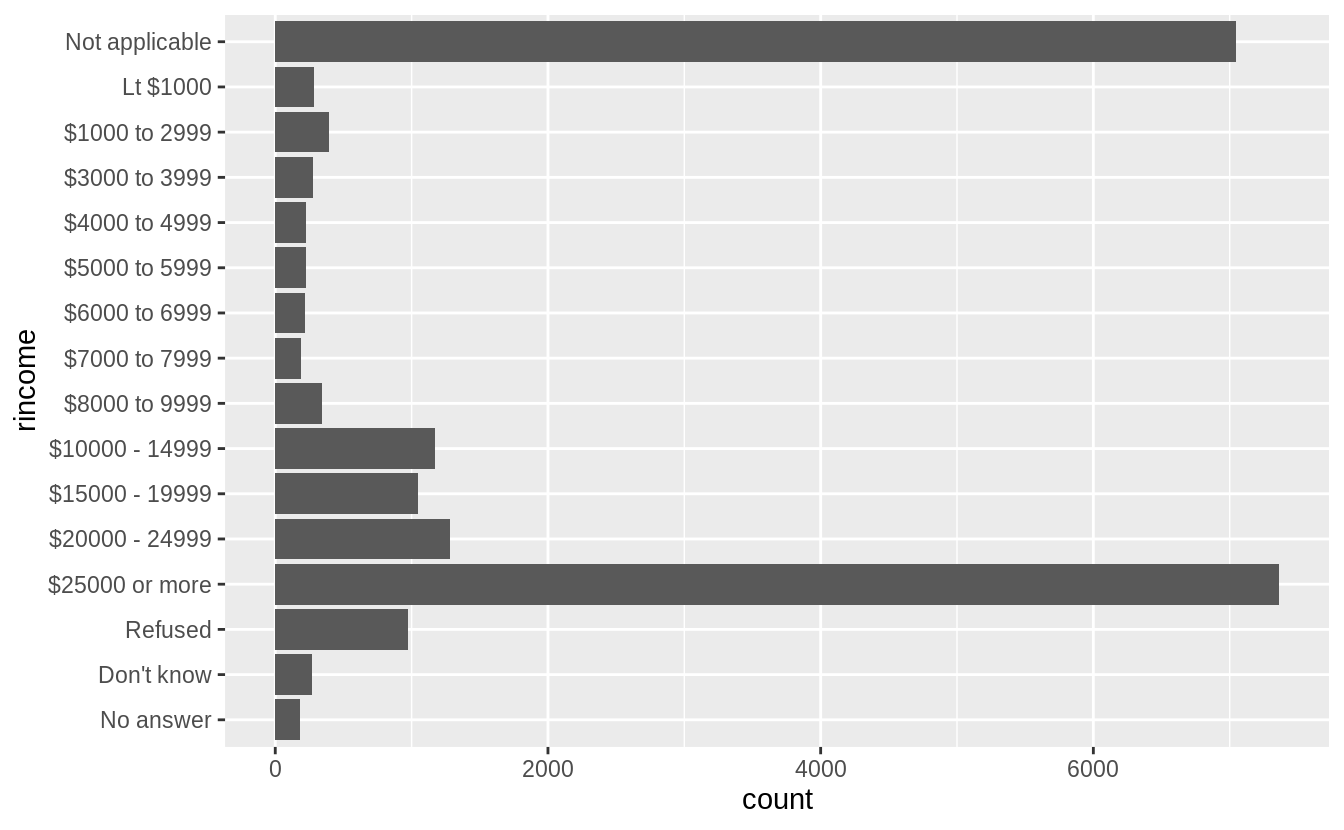 Not applicable
Lt $1000
$1000 to 2999
$3000 to 3999
$4000 to 4999
$5000 to 5999
$6000 to 6999
$7000 to 7999
$8000 to 9999
$10000 - 14999
$15000 - 19999
$20000 - 24999
$25000 or more
Refused
Don't know
No answer
rincome
0 2000 4000 6000
count